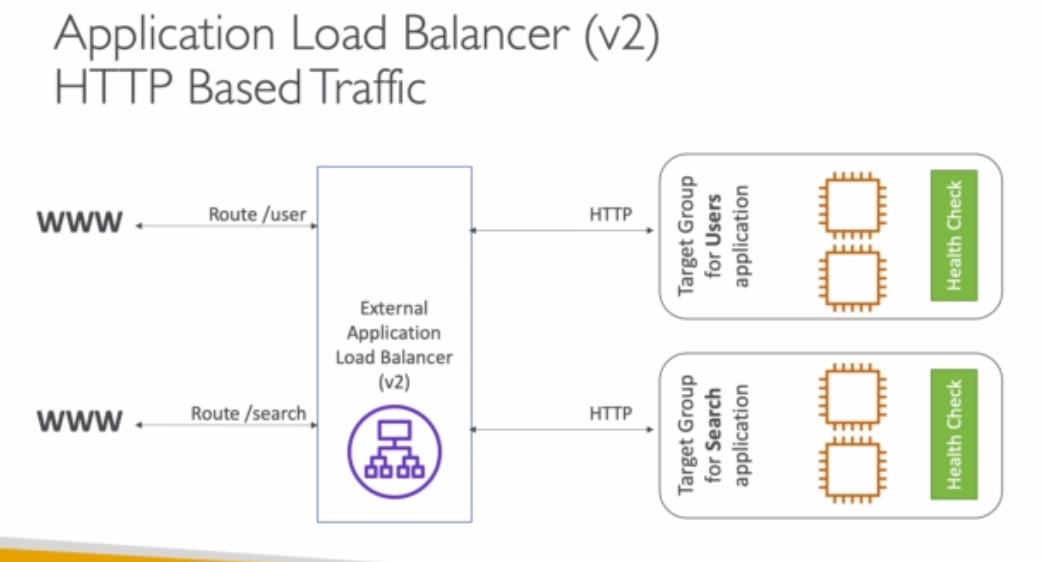 Application Load Balancer (v2)
HTTP Based Traffic
WWW
Route /user
HTTP
Target Group
for Users
application
Health Check
External
Application
Load Balancer
(v2)
WWW
Route /search
HTTP
Target Group
for Search
application
Health Check